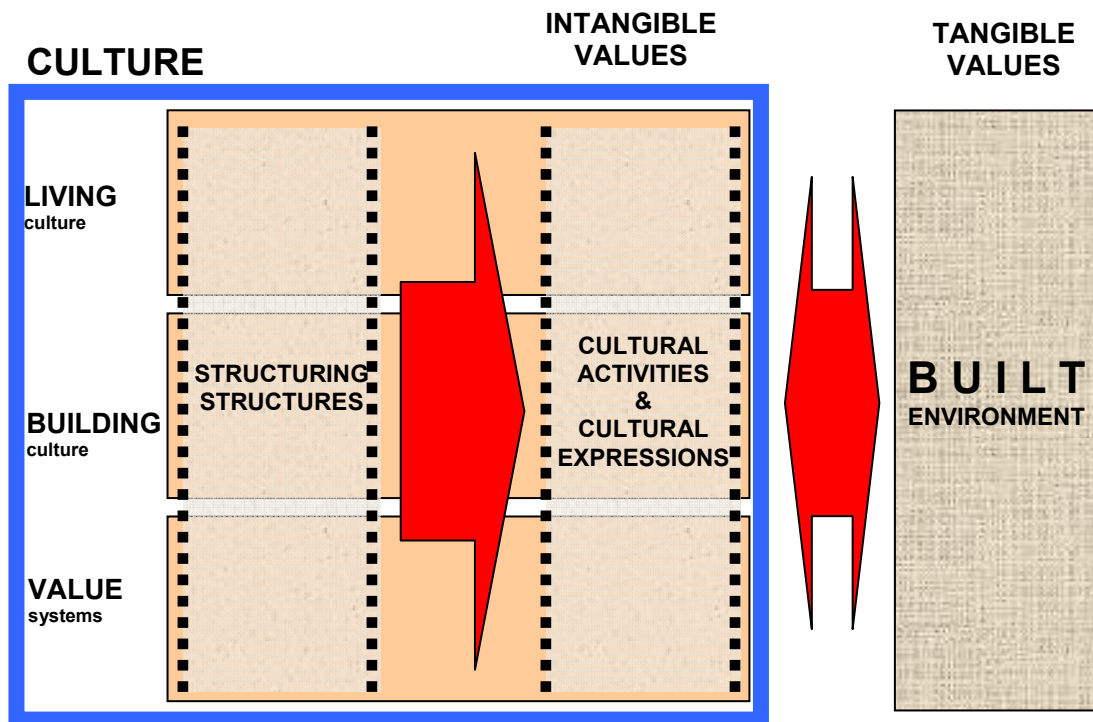 CULTURE
INTANGIBLE
VALUES
TANGIBLE
VALUES
LIVING
culture
BUILDING
culture
VALUE
systems
STRUCTURING
STRUCTURES
CULTURAL
ACTIVITIES
&
CULTURAL
EXPRESSIONS
B U I L T
ENVIRONMENT